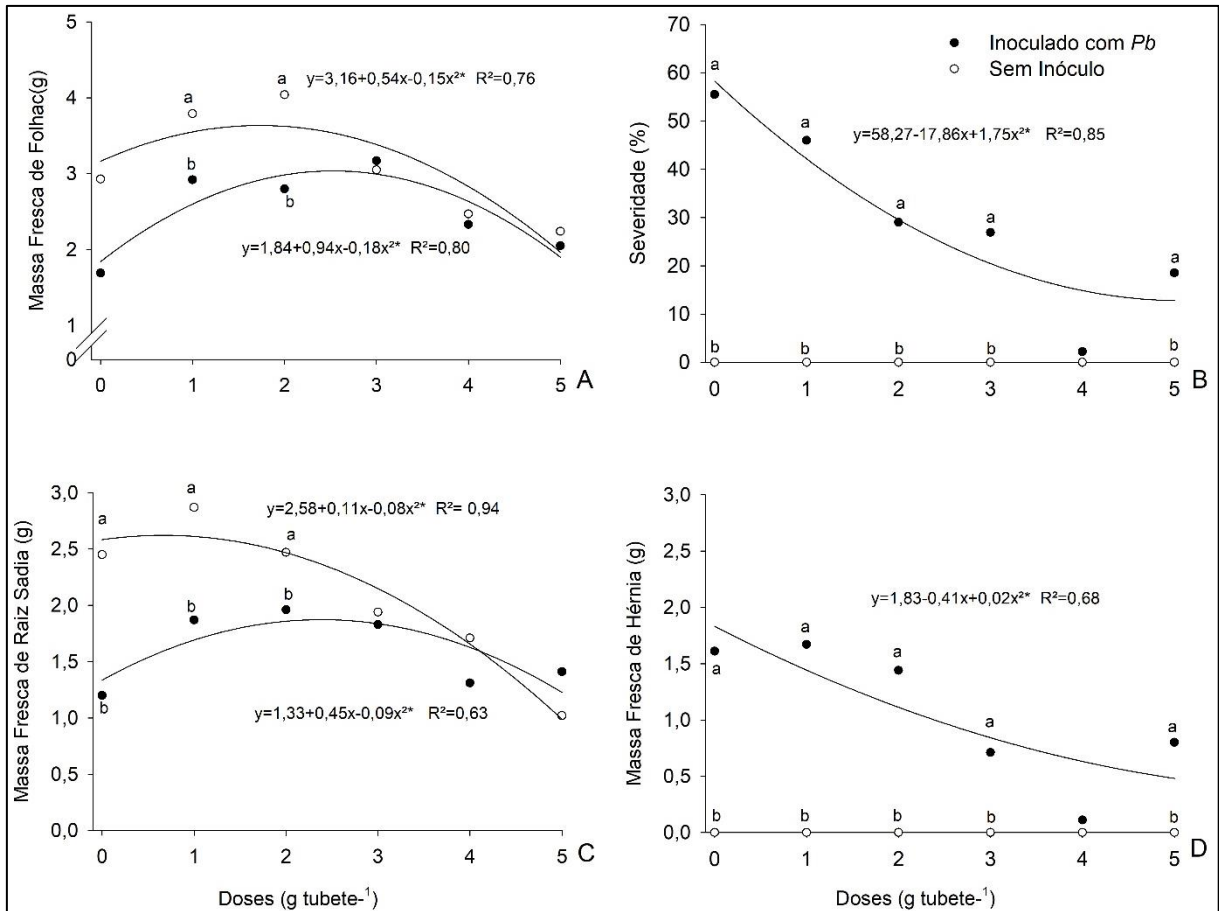 Massa Fresca de Folhac(g)
5
4
3
2
1
0
a
a
y=3,16+0,54x-0,15x²* R²=0,76
b
b
y=1,84+0,94x-0,18x²* R²=0,80
0 1 2 3 4 5
A
Severidade (%)
70
60
50
40
30
20
10
0
Inoculado com Pb
Sem Inóculo
a
a
y=58,27-17,86x+1,75x²* R²=0,85
a
a
a
b b b b b
0 1 2 3 4 5
B
Massa Fresca de Raiz Sadia (g)
3,0
2,5
2,0
1,5
1,0
0,5
0,0
a
y=2,58+0,11x-0,08x²* R²= 0,94
a
a
b
b
b
y=1,33+0,45x-0,09x²* R²=0,63
0 1 2 3 4 5
C
Doses (g tubete-¹)
Massa Fresca de Hérnia (g)
3,0
2,5
2,0
1,5
1,0
0,5
0,0
y=1,83-0,41x+0,02x²* R²=0,68
a
a
a
a
a
b b b b b
0 1 2 3 4 5
D
Doses (g tubete-¹)